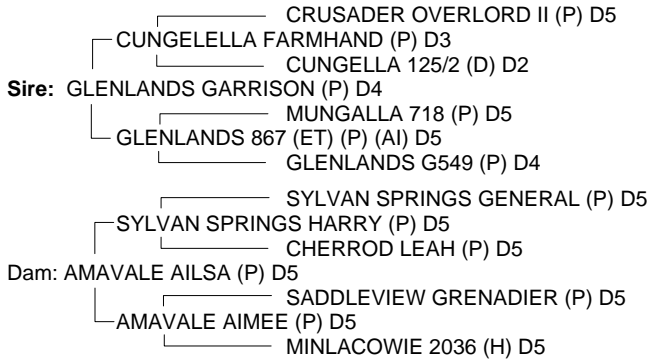 CRUSADER OVERLORD II (P) D5
CUNGELELLA FARMHAND (P) D3
CUNGELLA 125/2 (D) D2
Sire: GLENLANDS GARRISON (P) D4
MUNGALLA 718 (P) D5
GLENLANDS 867 (ET) (P) (AI) D5
GLENLANDS G549 (P) D4
SYLVAN SPRINGS GENERAL (P) D5
SYLVAN SPRINGS HARRY (P) D5
CHERROD LEAH (P) D5
Dam: AMAVALE AILSA (P) D5
SADDLEVIEW GRENADIER (P) D5
AMAVALE AIMEE (P) D5
MINLACOWIE 2036 (H) D5